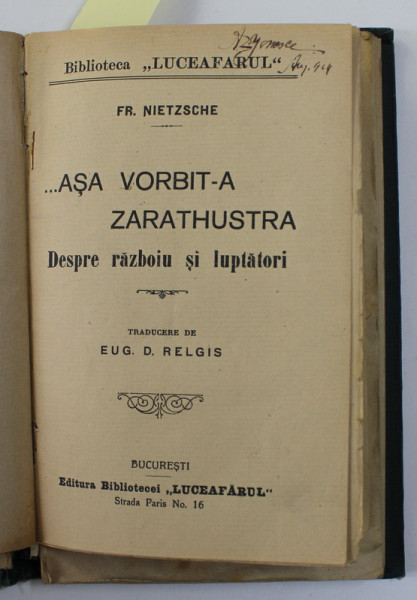 Biblioteca „LUCEAFARUL"
FR. NIETZSCHE
...AŞA VORBIT-A
ZARATHUSTRA
Despre războiu şi luptători
TRADUCERE DE
EUG. D. RELGIS
BUCUREŞTI
Editura Bibliotecei „LUCEAFĂRUL"
Strada Paris No. 16